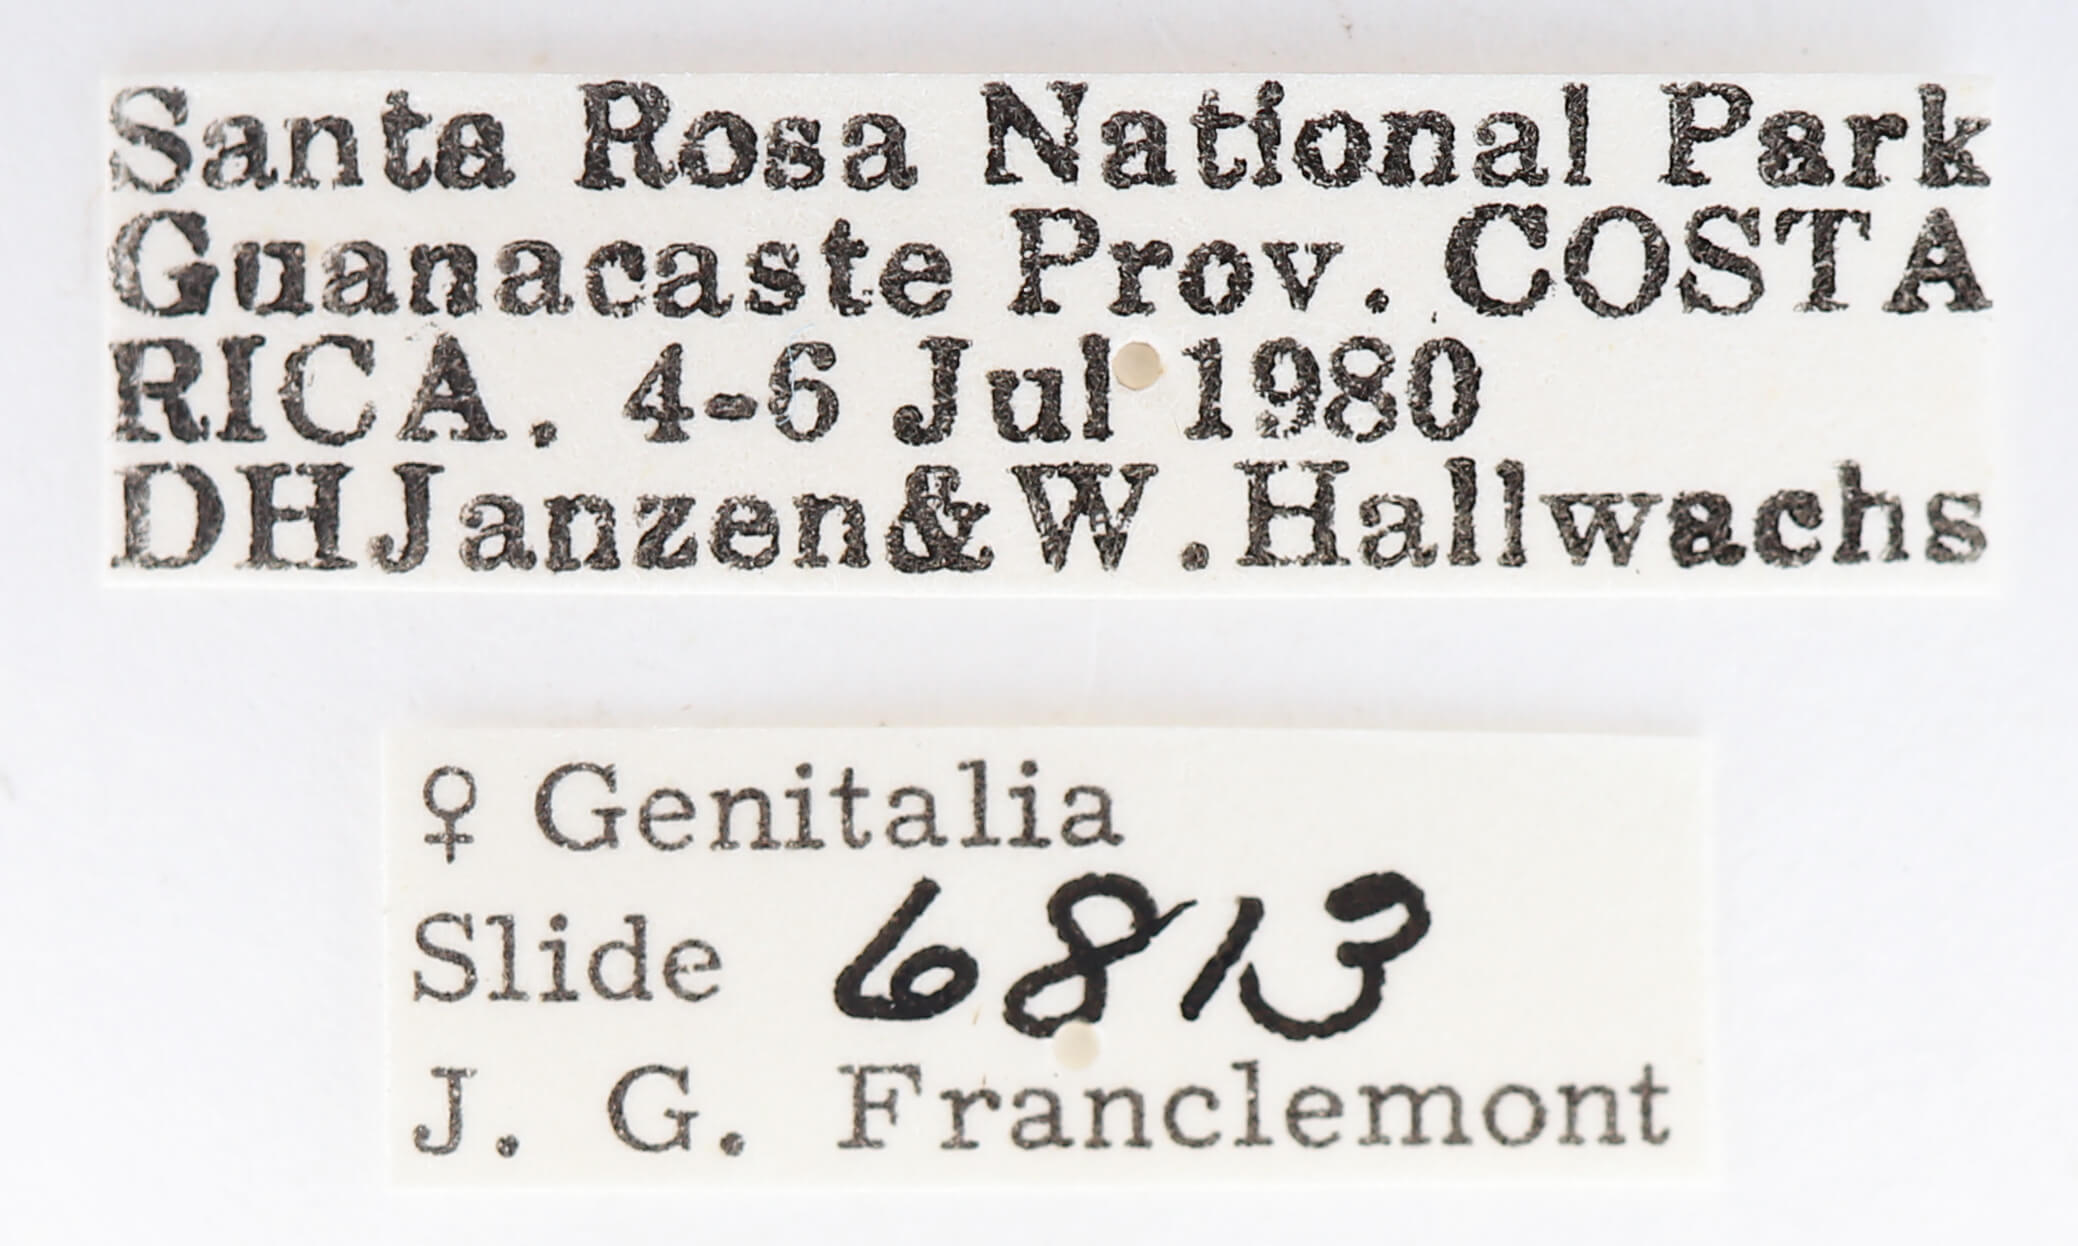 Santa Rosa National Park
Guanacaste Prov. COSTA
RICA. 4-6 Jul 1980
DHJanzen&W.Hallwachs
♀ Genitalia
Slide 6813
J. G. Franclemont